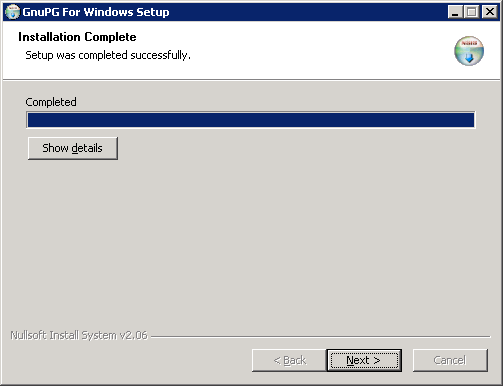 GnuPG For Windows Setup
Installation Complete
Setup was completed successfully.
Completed
Show details
Nullsoft Install System v2.06
< Back
Next >
Cancel